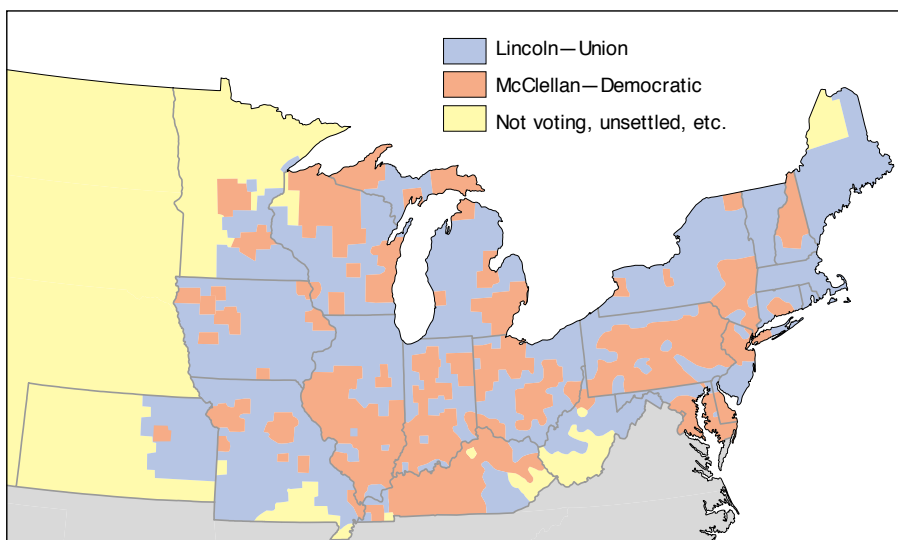 Lincoln—Union
McClellan—Democratic
Not voting, unsettled, etc.